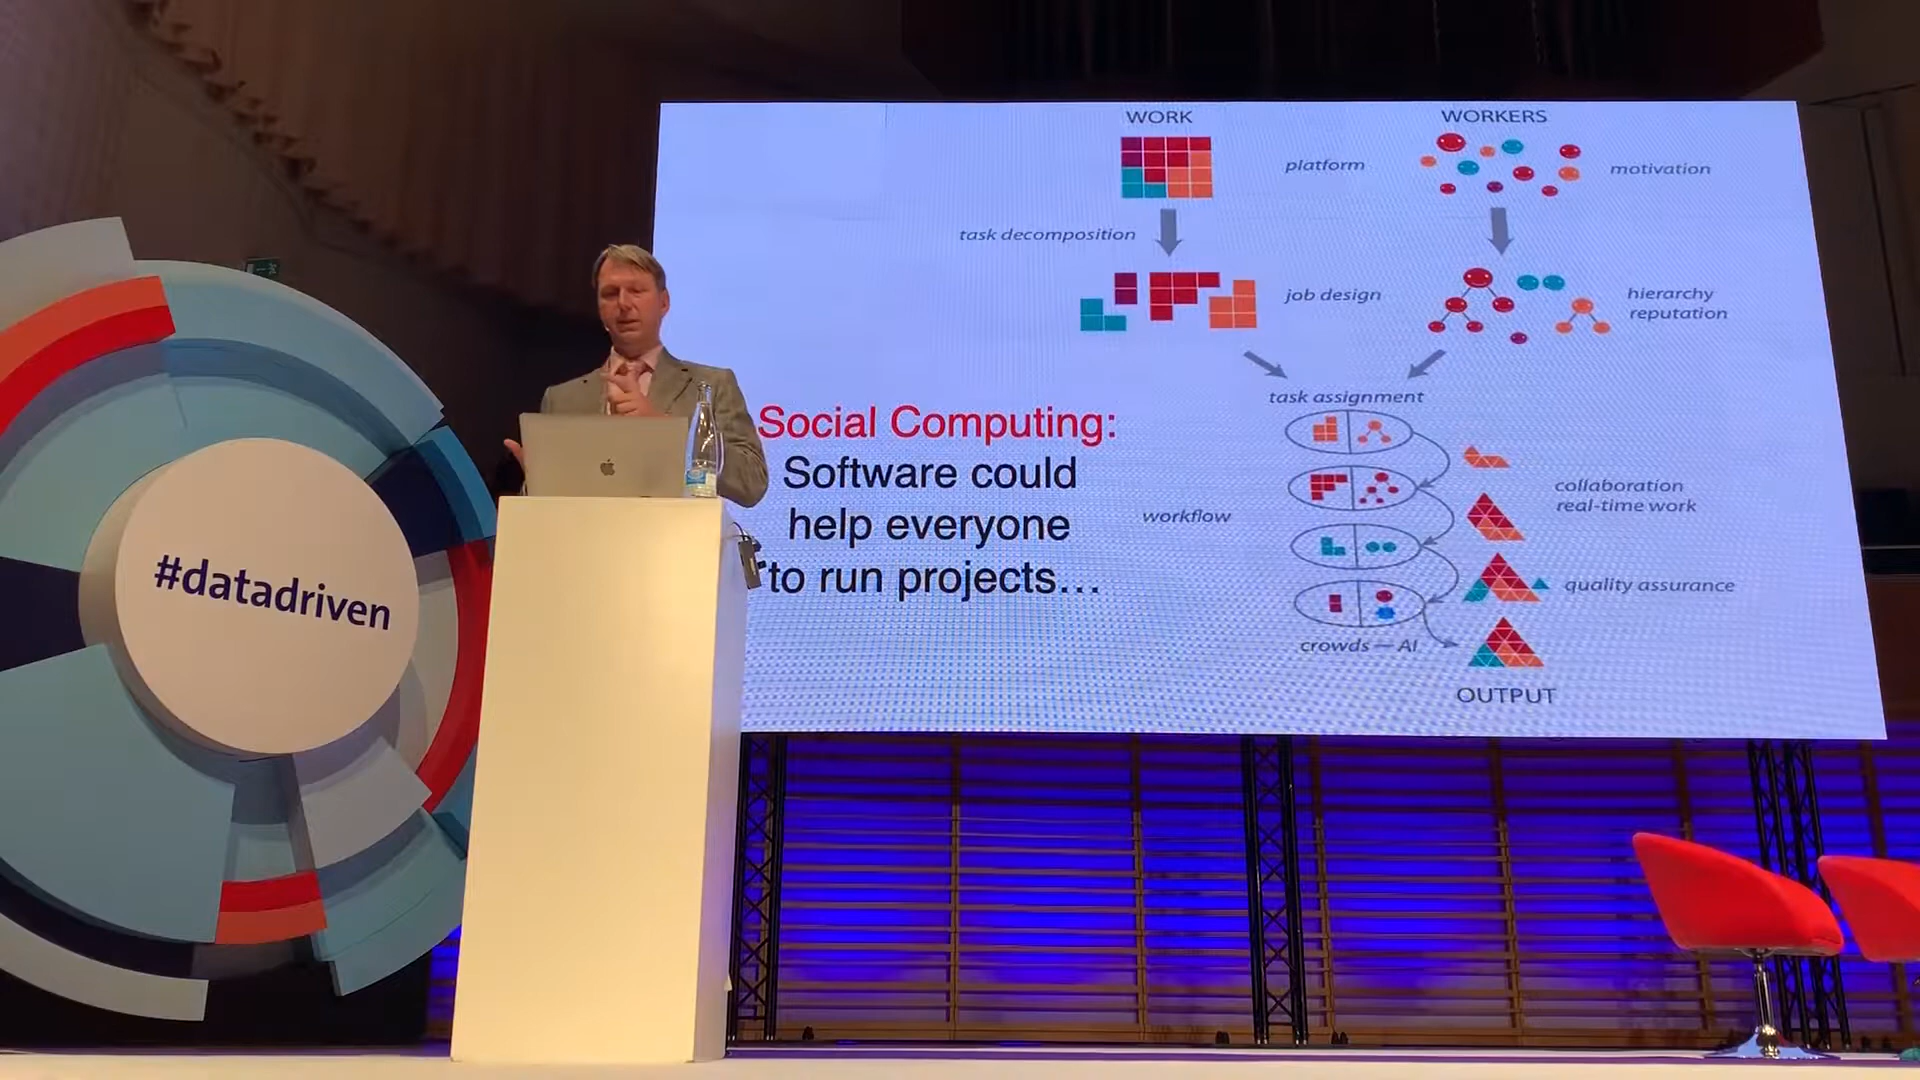 WORK
WORKERS
platform
motivation
task decomposition
job design
hierarchy
reputation
task assignment
Social Computing:
Software could
help everyone
to run projects...
workflow
collaboration
real-time work
quality assurance
crowds — AI
OUTPUT
#datadriven